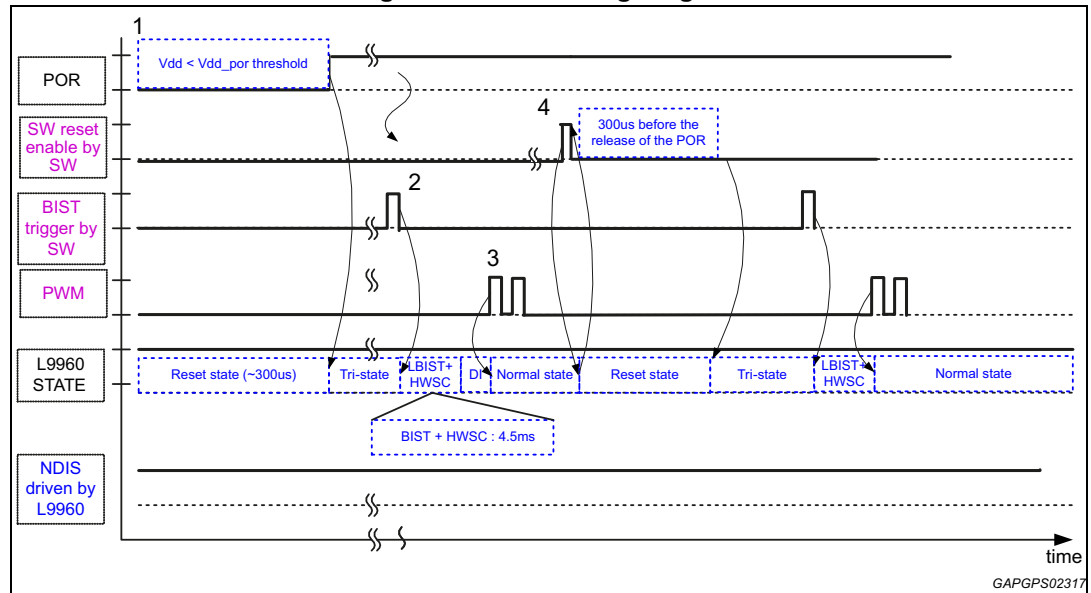 1
POR
Vdd < Vdd_por threshold
SW reset
enable by
SW
4
300us before the
release of the POR
BIST
trigger by
SW
2
PWM
3
L9960
STATE
Reset state (~300us)
Tri-state
LBIST+
HWSC
DI
Normal state
Reset state
Tri-state
LBIST+
HWSC
Normal state
BIST + HWSC : 4.5ms
NDIS
driven by
L9960
time
GAPGPS02317